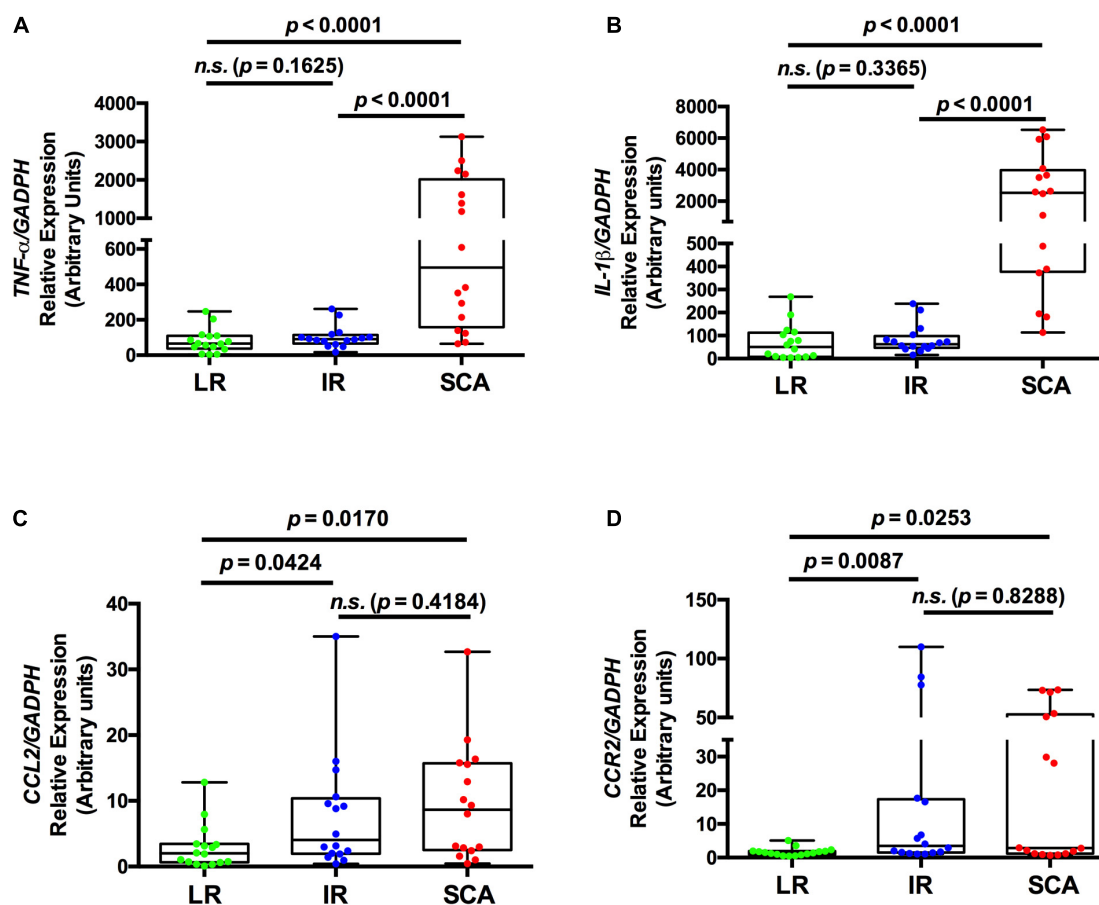 A
p < 0.0001
n.s. (p = 0.1625)
p < 0.0001
TNF-α/GADPH
Relative Expression
(Arbitrary Units)
4000
3000
2000
1000
600
400
200
0
LR
IR
SCA
B
p < 0.0001
n.s. (p = 0.3365)
p < 0.0001
IL-1β/GADPH
Relative Expression
(Arbitrary units)
8000
6000
4000
2000
500
400
300
200
100
0
LR
IR
SCA
C
p = 0.0170
p = 0.0424
n.s. (p = 0.4184)
CCL2/GADPH
Relative Expression
(Arbitrary units)
40
30
20
10
0
LR
IR
SCA
D
p = 0.0253
p = 0.0087
n.s. (p = 0.8288)
CCR2/GADPH
Relative Expression
(Arbitrary units)
150
100
50
30
20
10
0
LR
IR
SCA